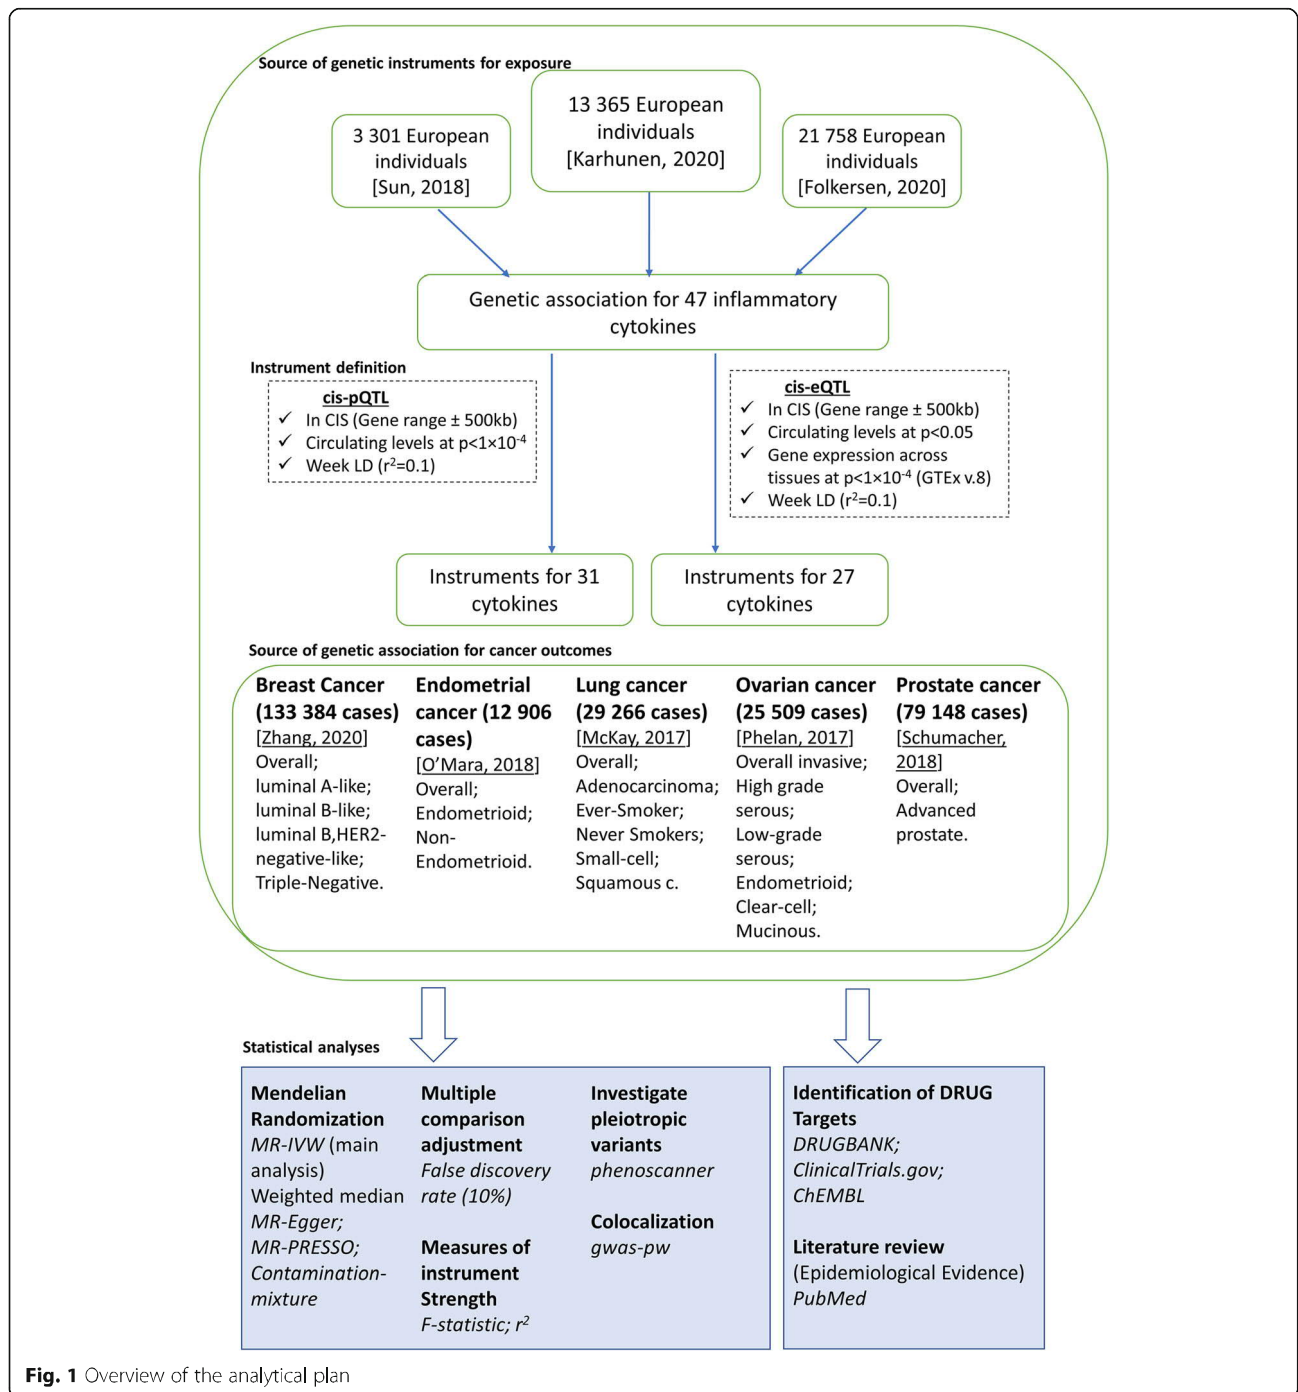 Source of genetic instruments for exposure
3 301 European
individuals
[Sun, 2018]
13 365 European
individuals
[Karhunen, 2020]
21 758 European
individuals
[Folkersen, 2020]
Genetic association for 47 inflammatory
cytokines
Instrument definition
cis-pQTL
✓ In CIS (Gene range ± 500kb)
✓ Circulating levels at p<1×10⁻⁴
✓ Week LD (r²=0.1)
cis-eQTL
✓ In CIS (Gene range ± 500kb)
✓ Circulating levels at p<0.05
✓ Gene expression across
tissues at p<1×10⁻⁴ (GTEx v.8)
✓ Week LD (r²=0.1)
Instruments for 31
cytokines
Instruments for 27
cytokines
Source of genetic association for cancer outcomes
Breast Cancer
(133 384 cases)
[Zhang, 2020]
Overall;
luminal A-like;
luminal B-like;
luminal B,HER2-
negative-like;
Triple-Negative.
Endometrial
cancer (12 906
cases)
[O’Mara, 2018]
Overall;
Endometrioid;
Non-
Endometrioid.
Lung cancer
(29 266 cases)
[McKay, 2017]
Overall;
Adenocarcinoma;
Ever-Smoker;
Never Smokers;
Small-cell;
Squamous c.
Ovarian cancer
(25 509 cases)
[Phelan, 2017]
Overall invasive;
High grade
serous;
Low-grade
serous;
Endometrioid;
Clear-cell;
Mucinous.
Prostate cancer
(79 148 cases)
[Schumacher,
2018]
Overall;
Advanced
prostate.
Statistical analyses
Mendelian
Randomization
MR-IVW (main
analysis)
Weighted median
MR-Egger;
MR-PRESSO;
Contamination-
mixture
Multiple
comparison
adjustment
False discovery
rate (10%)
Measures of
instrument
Strength
F-statistic; r²
Investigate
pleiotropic
variants
phenoscanner
Colocalization
gwas-pw
Identification of DRUG
Targets
DRUGBANK;
ClinicalTrials.gov;
ChEMBL
Literature review
(Epidemiological Evidence)
PubMed
Fig. 1 Overview of the analytical plan